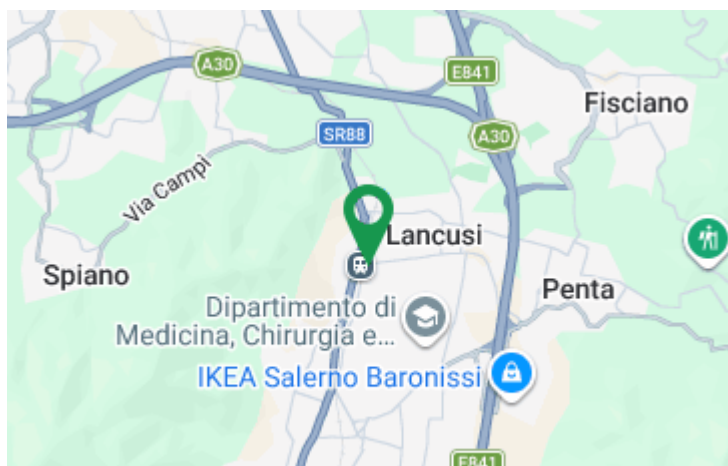 A30
E841
Fisciano
SR88
A30
Via Campi
Lancusi
Spiano
Penta
Dipartimento di
Medicina, Chirurgia e...
IKEA Salerno Baronissi
E841